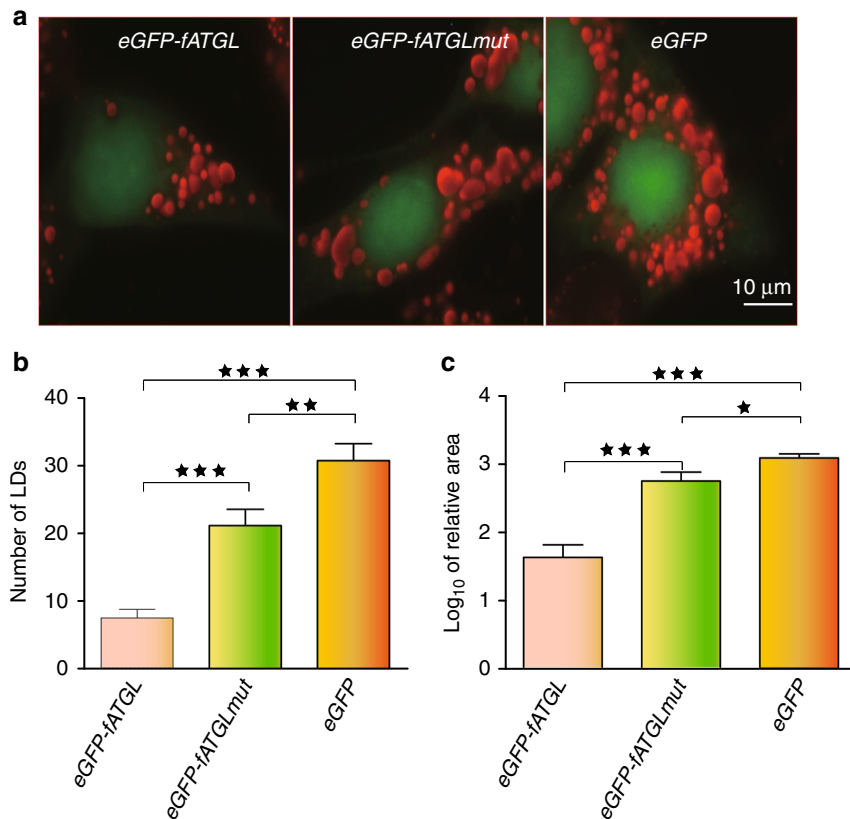 a
eGFP-fATGL
eGFP-fATGLmut
eGFP
10 μm
b
★★★
★★
★★★
Number of LDs
40
30
20
10
0
eGFP-fATGL
eGFP-fATGLmut
eGFP
c
★★★
★
★★★
Log₁₀ of relative area
4
3
2
1
0
eGFP-fATGL
eGFP-fATGLmut
eGFP